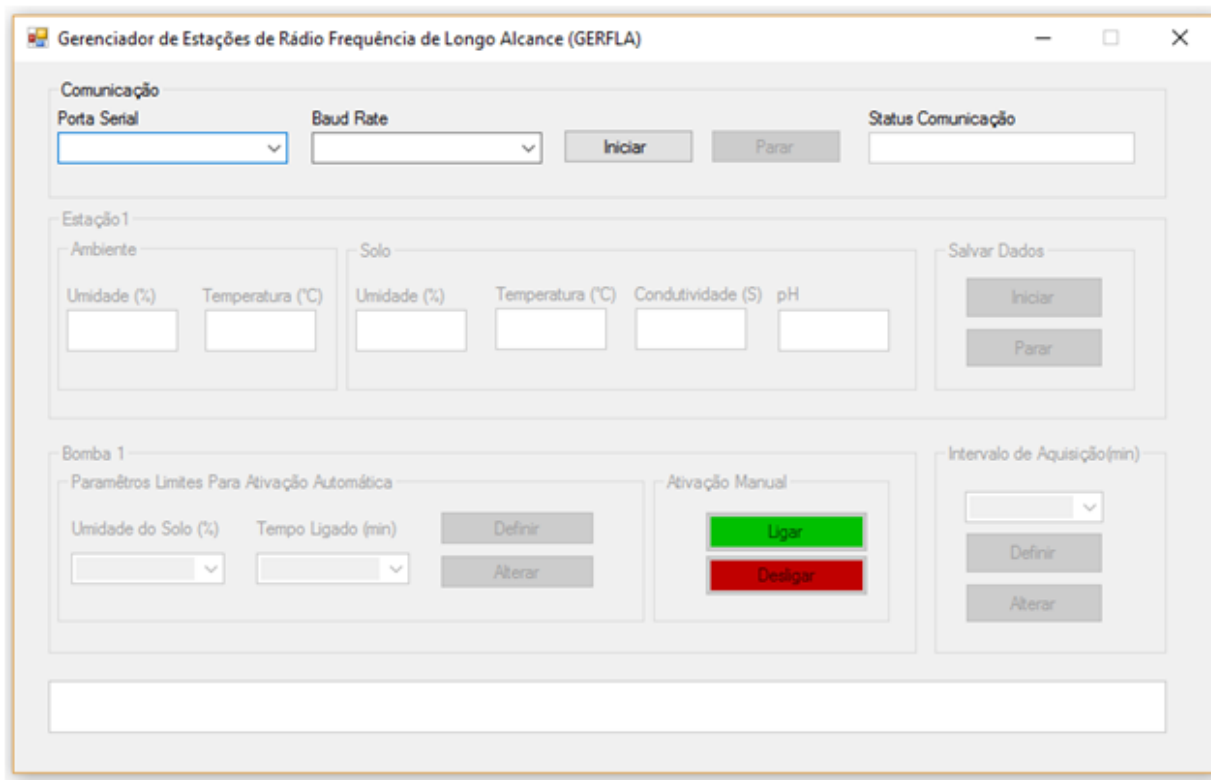 Gerenciador de Estações de Rádio Frequência de Longo Alcance (GERFLA)
Comunicação
Porta Serial Baud Rate Status Comunicação
Iniciar Parar
Estação1
Ambiente Solo Salvar Dados
Umidade (%) Temperatura (°C) Umidade (%) Temperatura (°C) Condutividade (S) pH
Iniciar
Parar
Bomba 1 Intervalo de Aquisição(min)
Paramêtros Limites Para Ativação Automática Ativação Manual
Umidade do Solo (%) Tempo Ligado (min) Definir Ligar
Definir
Alterar Desligar
Alterar